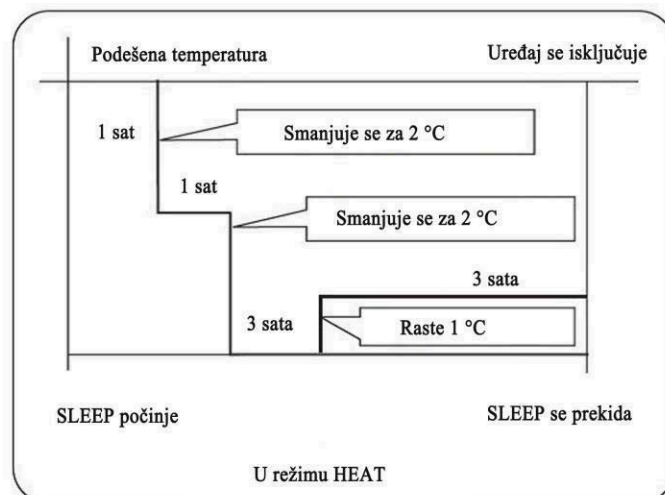 Podešena temperatura
Uređaj se isključuje
1 sat
Smanjuje se za 2 °C
1 sat
Smanjuje se za 2 °C
3 sata
3 sata
Raste 1 °C
SLEEP počinje
SLEEP se prekida
U režimu HEAT